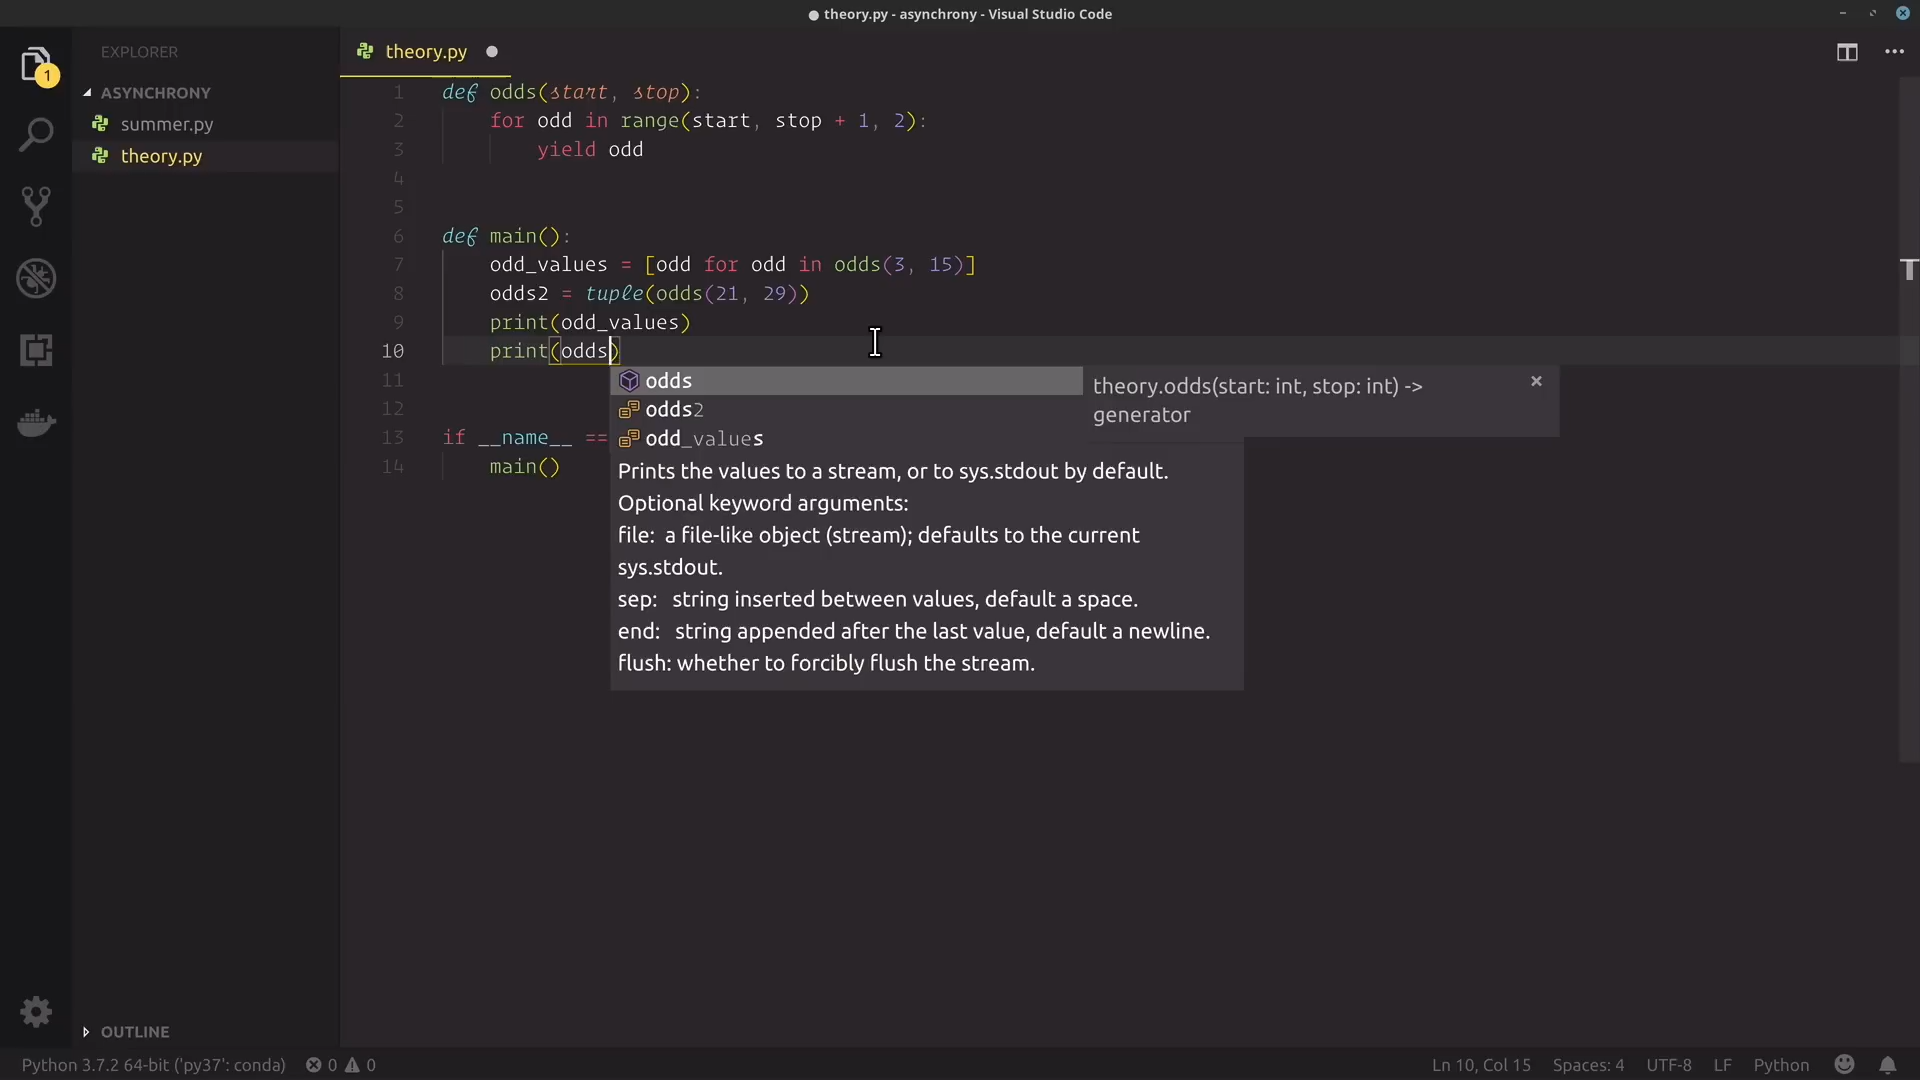 theory.py - asynchrony - Visual Studio Code
EXPLORER
ASYNCHRONY
summer.py
theory.py
1
theory.py
1 def odds(start, stop):
2 for odd in range(start, stop + 1, 2):
3 yield odd
4
5
6 def main():
7 odd_values = [odd for odd in odds(3, 15)]
8 odds2 = tuple(odds(21, 29))
9 print(odd_values)
10 print(odds)
11
12
13 if __name__ ==
14 main()
odds
odds2
odd_values
theory.odds(start: int, stop: int) ->
generator
Prints the values to a stream, or to sys.stdout by default.
Optional keyword arguments:
file: a file-like object (stream); defaults to the current
sys.stdout.
sep: string inserted between values, default a space.
end: string appended after the last value, default a newline.
flush: whether to forcibly flush the stream.
OUTLINE
Python 3.7.2 64-bit ('py37': conda) 0 0 Ln 10, Col 15 Spaces: 4 UTF-8 LF Python